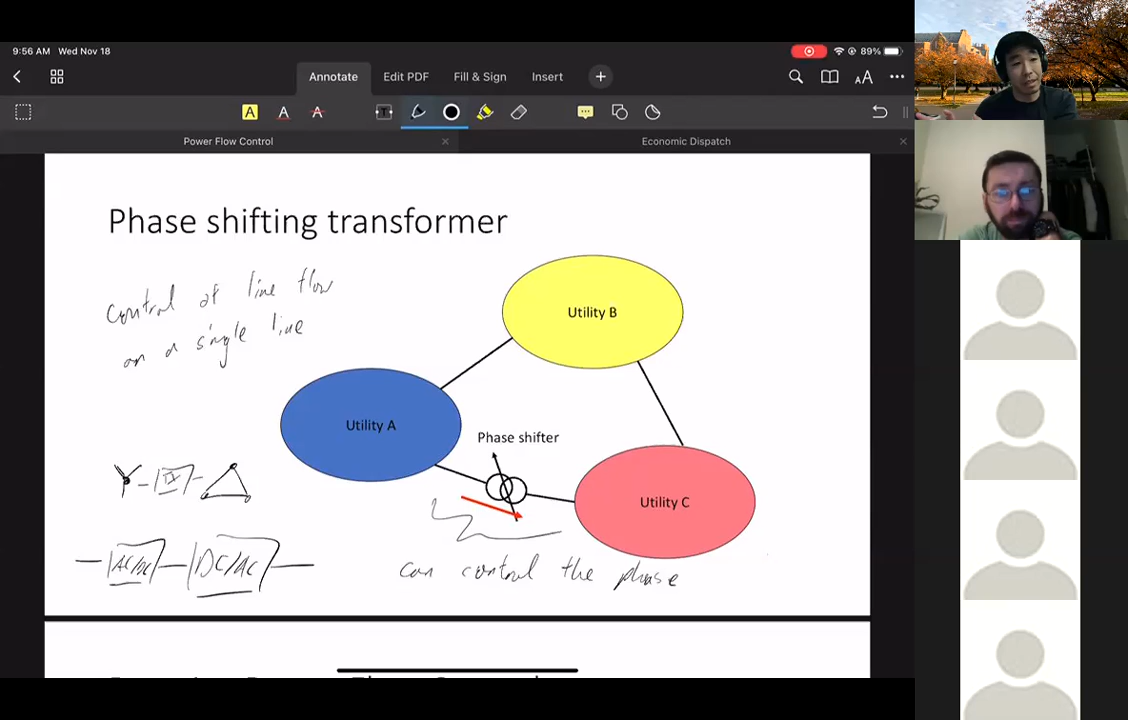 9:56 AM Wed Nov 18
89%
Annotate Edit PDF Fill & Sign Insert
A A A T AA
Power Flow Control
Economic Dispatch
Phase shifting transformer
control of line flow
on a single line
Utility B
Utility A
Phase shifter
Utility C
Y - - △
AC/DC DC/AC
can control the phase